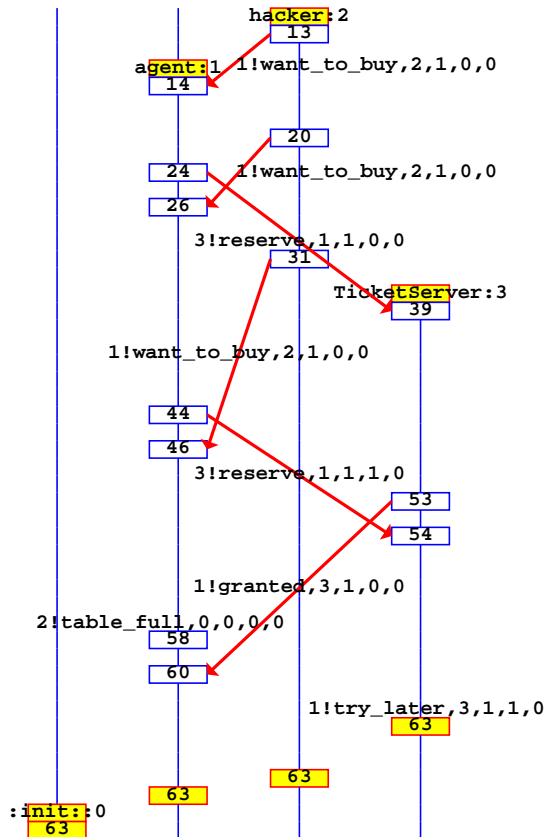 hacker:2
13
agent:1
1!want_to_buy,2,1,0,0
14
20
24
1!want_to_buy,2,1,0,0
26
3!reserve,1,1,0,0
31
TicketServer:3
39
1!want_to_buy,2,1,0,0
44
46
3!reserve,1,1,1,0
53
54
1!granted,3,1,0,0
2!table_full,0,0,0,0
58
60
1!try_later,3,1,1,0
63
63
63
:init::0
63